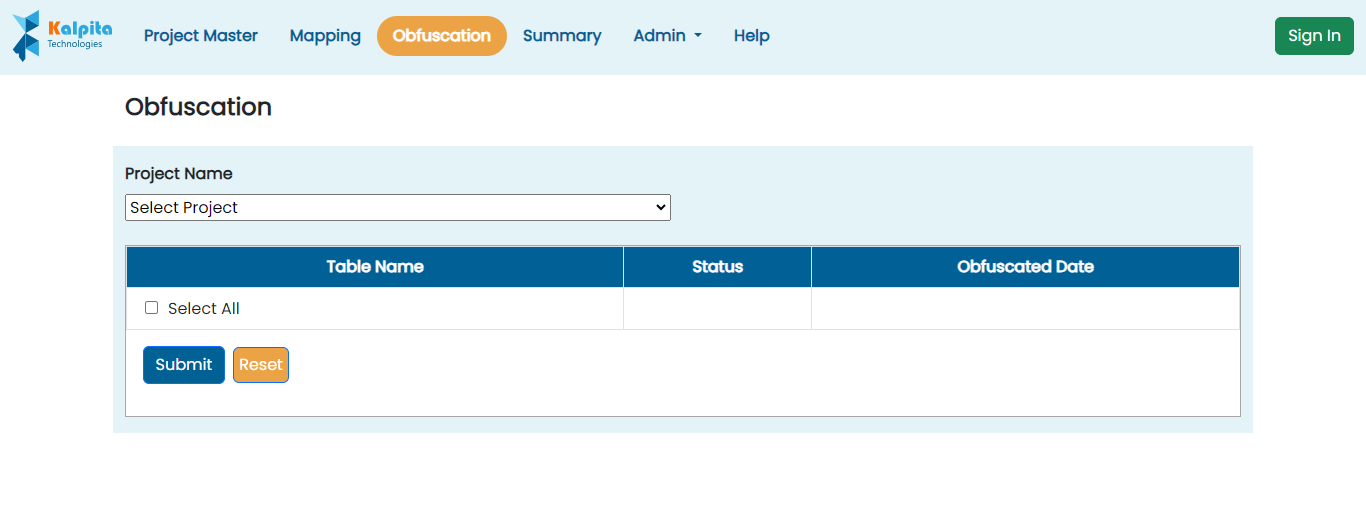 Kalpita
Technologies
Project Master Mapping Obfuscation Summary Admin Help Sign In
Obfuscation
Project Name
Select Project
Table Name Status Obfuscated Date
Select All
Submit Reset